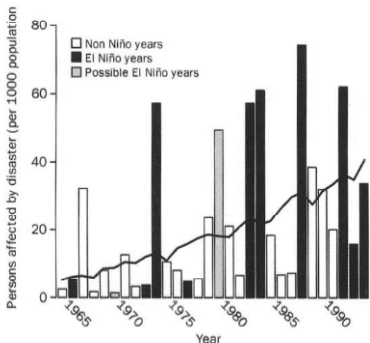 Persons affected by disaster (per 1000 population
80
60
40
20
0
Non Niño years
El Niño years
Possible El Niño years
1965
1970
1975
1980
1985
1990
Year